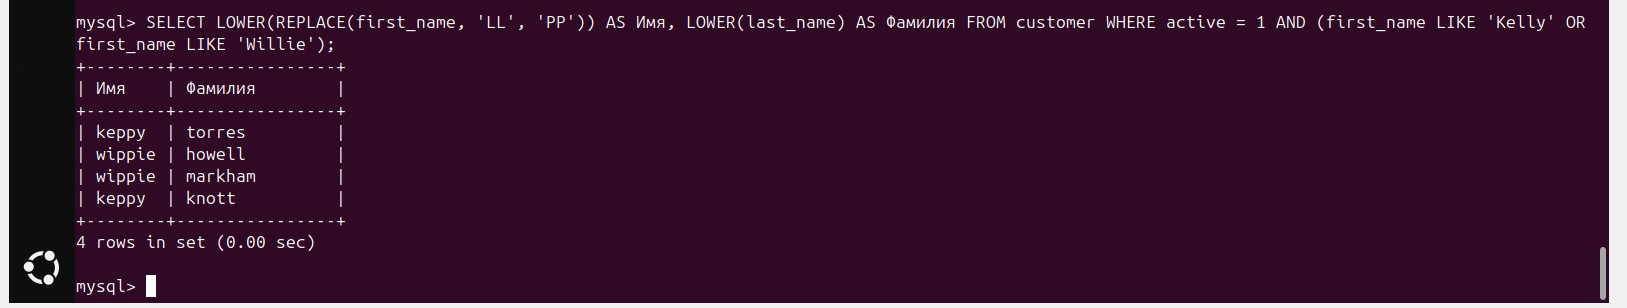 mysql> SELECT LOWER(REPLACE(first_name, 'LL', 'PP')) AS Имя, LOWER(last_name) AS Фамилия FROM customer WHERE active = 1 AND (first_name LIKE 'Kelly' OR
first_name LIKE 'Willie');
+--------+----------------+
| Имя    | Фамилия        |
+--------+----------------+
| keppy  | torres         |
| wippie | howell         |
| wippie | markham        |
| keppy  | knott          |
+--------+----------------+
4 rows in set (0.00 sec)
mysql>